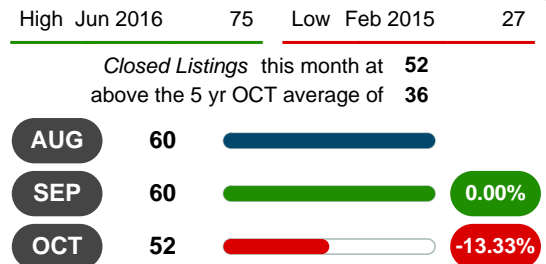 High Jun 2016 75 Low Feb 2015 27
Closed Listings this month at 52
above the 5 yr OCT average of 36
AUG 60
SEP 60 0.00%
OCT 52 -13.33%